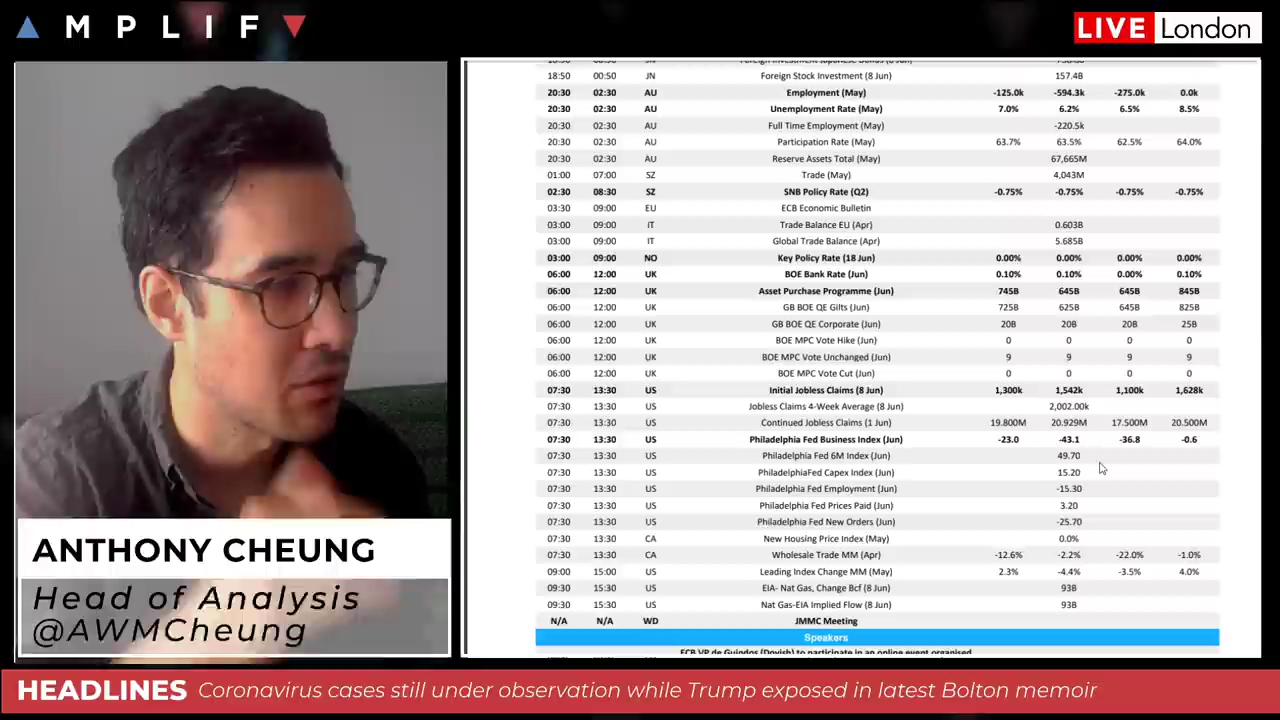 AMPLIFY
LIVE London
18:50 00:50 JN Foreign Stock Investment (8 Jun) 157.4B
20:30 02:30 AU Employment (May) -125.0k -594.3k -275.0k 0.0k
20:30 02:30 AU Unemployment Rate (May) 7.0% 6.2% 6.5% 8.5%
20:30 02:30 AU Full Time Employment (May) -220.5k
20:30 02:30 AU Participation Rate (May) 63.7% 63.5% 62.5% 64.0%
20:30 02:30 AU Reserve Assets Total (May) 67,665M
01:00 07:00 SZ Trade (May) 4,043M
02:30 08:30 SZ SNB Policy Rate (Q2) -0.75% -0.75% -0.75% -0.75%
03:30 09:00 EU ECB Economic Bulletin
03:00 09:00 IT Trade Balance EU (Apr) 0.603B
03:00 09:00 IT Global Trade Balance (Apr) 5.685B
03:00 09:00 NO Key Policy Rate (18 Jun) 0.00% 0.00% 0.00% 0.00%
06:00 12:00 UK BOE Bank Rate (Jun) 0.10% 0.10% 0.00% 0.10%
06:00 12:00 UK Asset Purchase Programme (Jun) 745B 645B 645B 845B
06:00 12:00 UK GB BOE QE Gilts (Jun) 725B 625B 645B 825B
06:00 12:00 UK GB BOE QE Corporate (Jun) 20B 20B 20B 25B
06:00 12:00 UK BOE MPC Vote Hike (Jun) 0 0 0 0
06:00 12:00 UK BOE MPC Vote Unchanged (Jun) 9 9 9 9
06:00 12:00 UK BOE MPC Vote Cut (Jun) 0 0 0 0
07:30 13:30 US Initial Jobless Claims (8 Jun) 1,300k 1,542k 1,100k 1,628k
07:30 13:30 US Jobless Claims 4-Week Average (8 Jun) 2,002.00k
07:30 13:30 US Continued Jobless Claims (1 Jun) 19.800M 20.929M 17.500M 20.500M
07:30 13:30 US Philadelphia Fed Business Index (Jun) -23.0 -43.1 -36.8 -0.6
07:30 13:30 US Philadelphia Fed 6M Index (Jun) 49.70
07:30 13:30 US PhiladelphiaFed Capex Index (Jun) 15.20
07:30 13:30 US Philadelphia Fed Employment (Jun) -15.30
07:30 13:30 US Philadelphia Fed Prices Paid (Jun) 3.20
07:30 13:30 US Philadelphia Fed New Orders (Jun) -25.70
07:30 13:30 CA New Housing Price Index (May) 0.0%
07:30 13:30 CA Wholesale Trade MM (Apr) -12.6% -2.2% -22.0% -1.0%
09:00 15:00 US Leading Index Change MM (May) 2.3% -4.4% -3.5% 4.0%
09:30 15:30 US EIA- Nat Gas, Change Bcf (8 Jun) 93B
09:30 15:30 US Nat Gas-EIA Implied Flow (8 Jun) 93B
N/A N/A WD JMMC Meeting
Speakers
ECB VP de Guindos (Dovish) to participate in an online event organised
ANTHONY CHEUNG
Head of Analysis
@AWMCheung
HEADLINES Coronavirus cases still under observation while Trump exposed in latest Bolton memoir